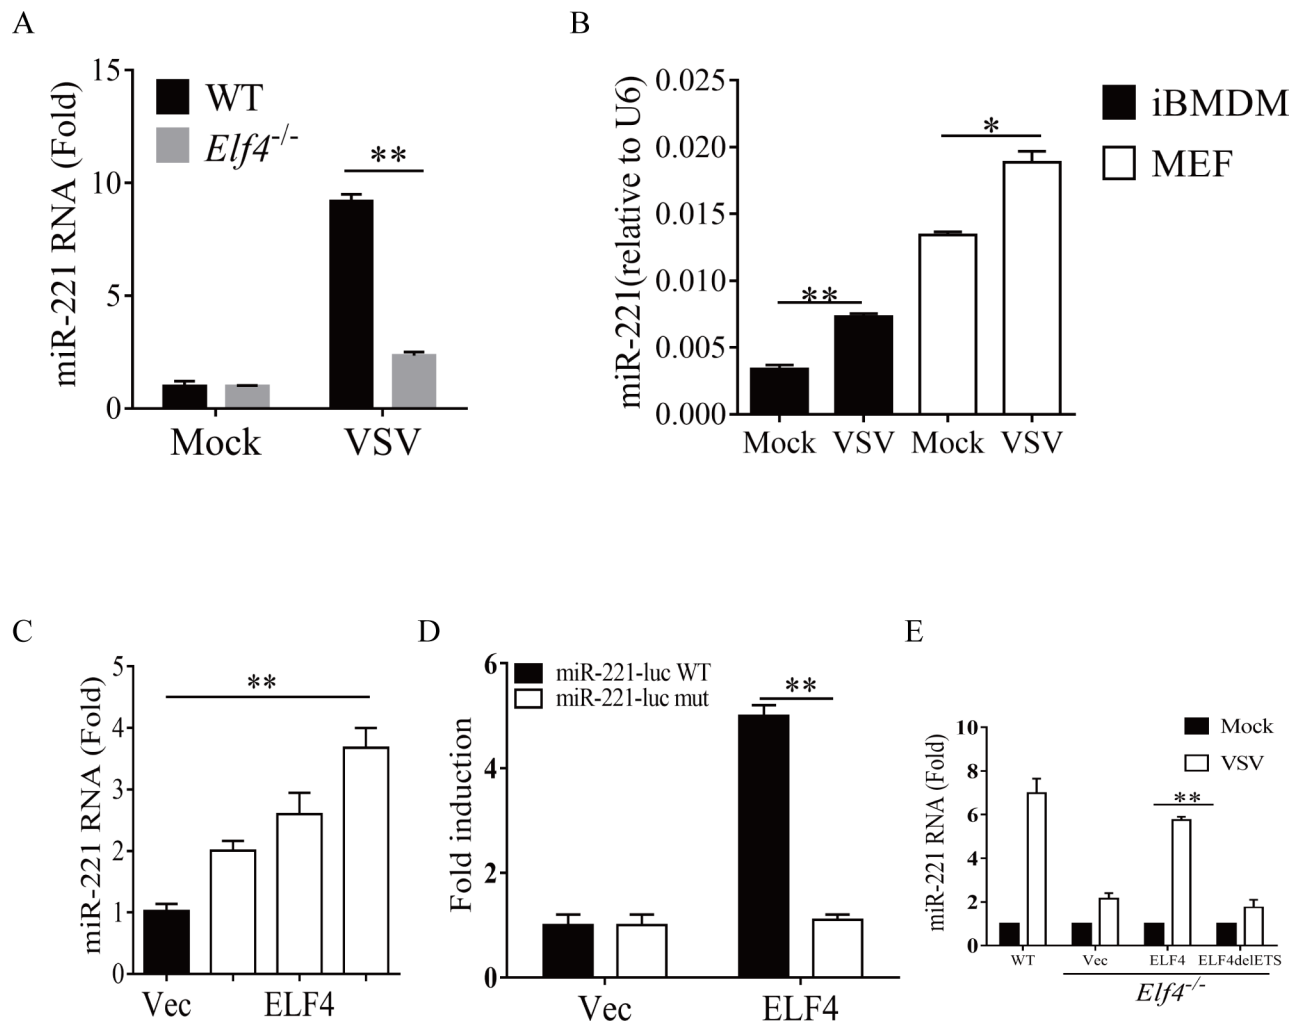 A
miR-221 RNA (Fold)
15
10
5
0
WT
Elf4-/-
**
Mock
VSV
B
miR-221(relative to U6)
0.025
0.020
0.015
0.010
0.005
0.000
**
*
iBMDM
MEF
Mock
VSV
Mock
VSV
C
miR-221 RNA (Fold)
5
4
3
2
1
0
**
Vec
ELF4
D
Fold induction
6
4
2
0
miR-221-luc WT
miR-221-luc mut
**
Vec
ELF4
E
miR-221 RNA (Fold)
10
8
6
4
2
0
Mock
VSV
**
WT
Vec
ELF4
ELF4delETS
Elf4-/-